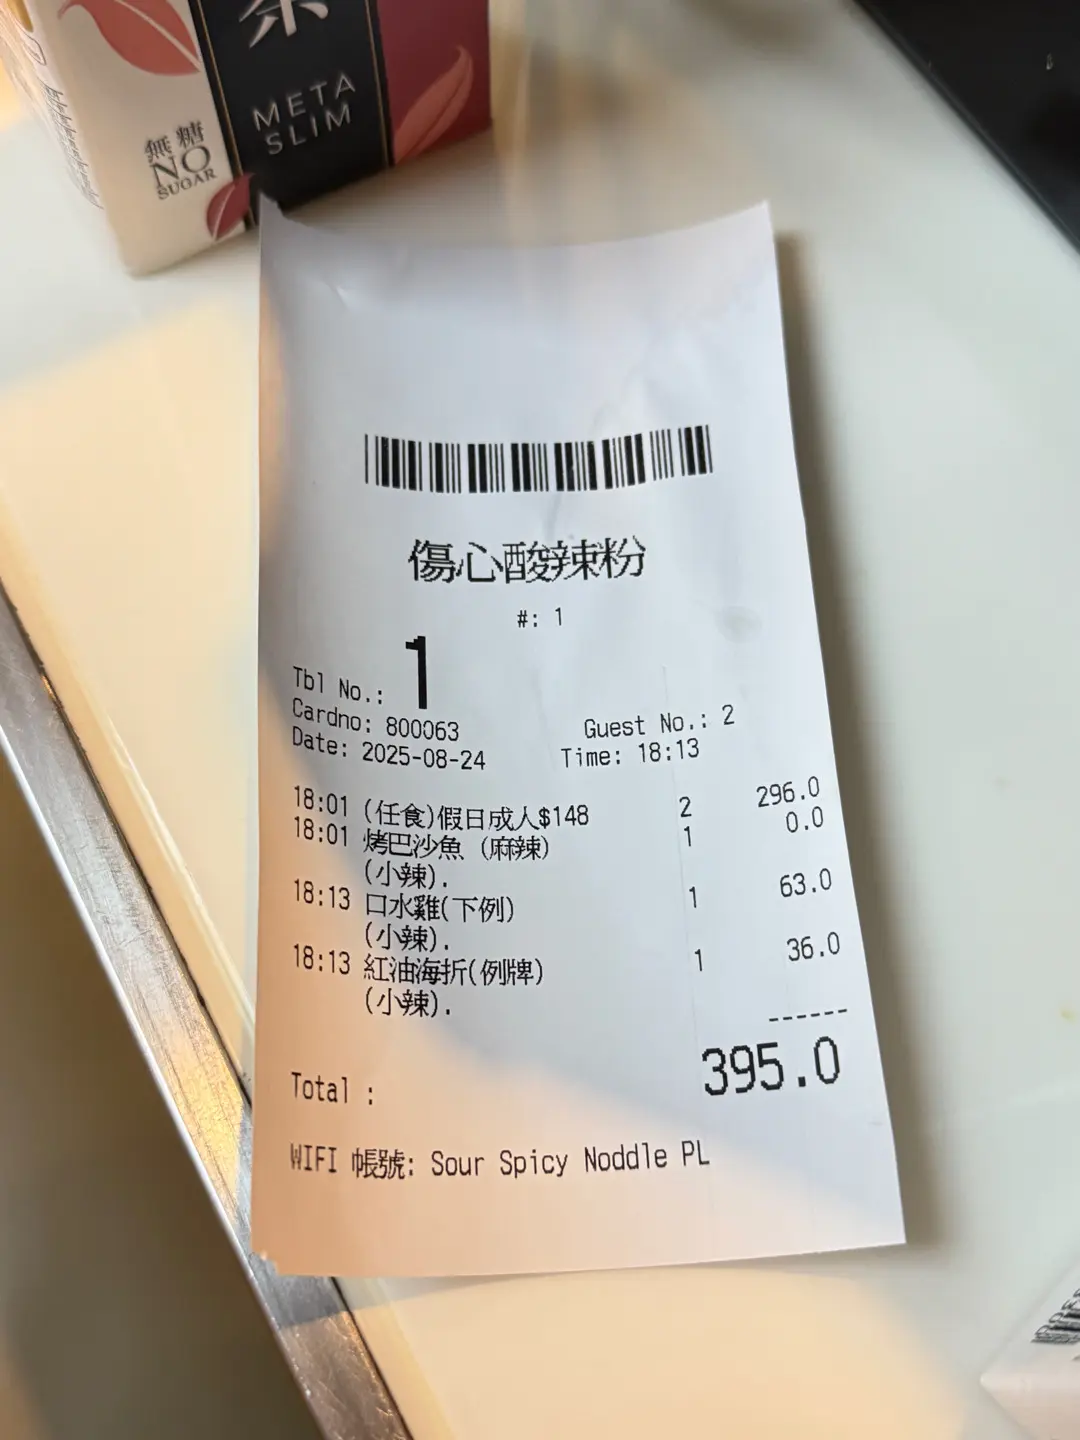 茶
META
SLIM
無糖
NO
SUGAR
傷心酸辣粉
#: 1
Tbl No.: 1
Cardno: 800063 Guest No.: 2
Date: 2025-08-24 Time: 18:13
18:01 (任食)假日成人$148 2 296.0
18:01 烤巴沙魚 (麻辣) 1 0.0
(小辣).
18:13 口水雞(下例) 1 63.0
(小辣).
18:13 紅油海折(例牌) 1 36.0
(小辣).
------
Total : 395.0
WIFI 帳號: Sour Spicy Noddle PL